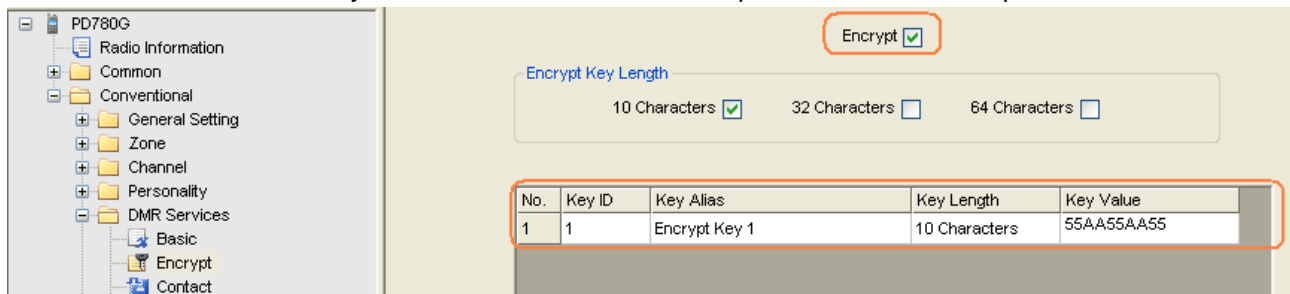 PD780G
Radio Information
Common
Conventional
General Setting
Zone
Channel
Personality
DMR Services
Basic
Encrypt
Contact
Encrypt
Encrypt Key Length
10 Characters 32 Characters 64 Characters
No. Key ID Key Alias Key Length Key Value
1 1 Encrypt Key 1 10 Characters 55AA55AA55